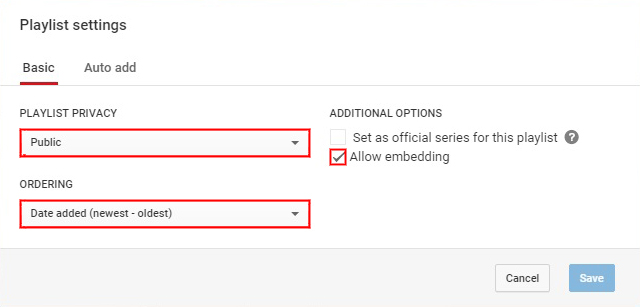 Playlist settings
Basic Auto add
PLAYLIST PRIVACY
Public
ORDERING
Date added (newest - oldest)
ADDITIONAL OPTIONS
Set as official series for this playlist ?
Allow embedding
Cancel Save